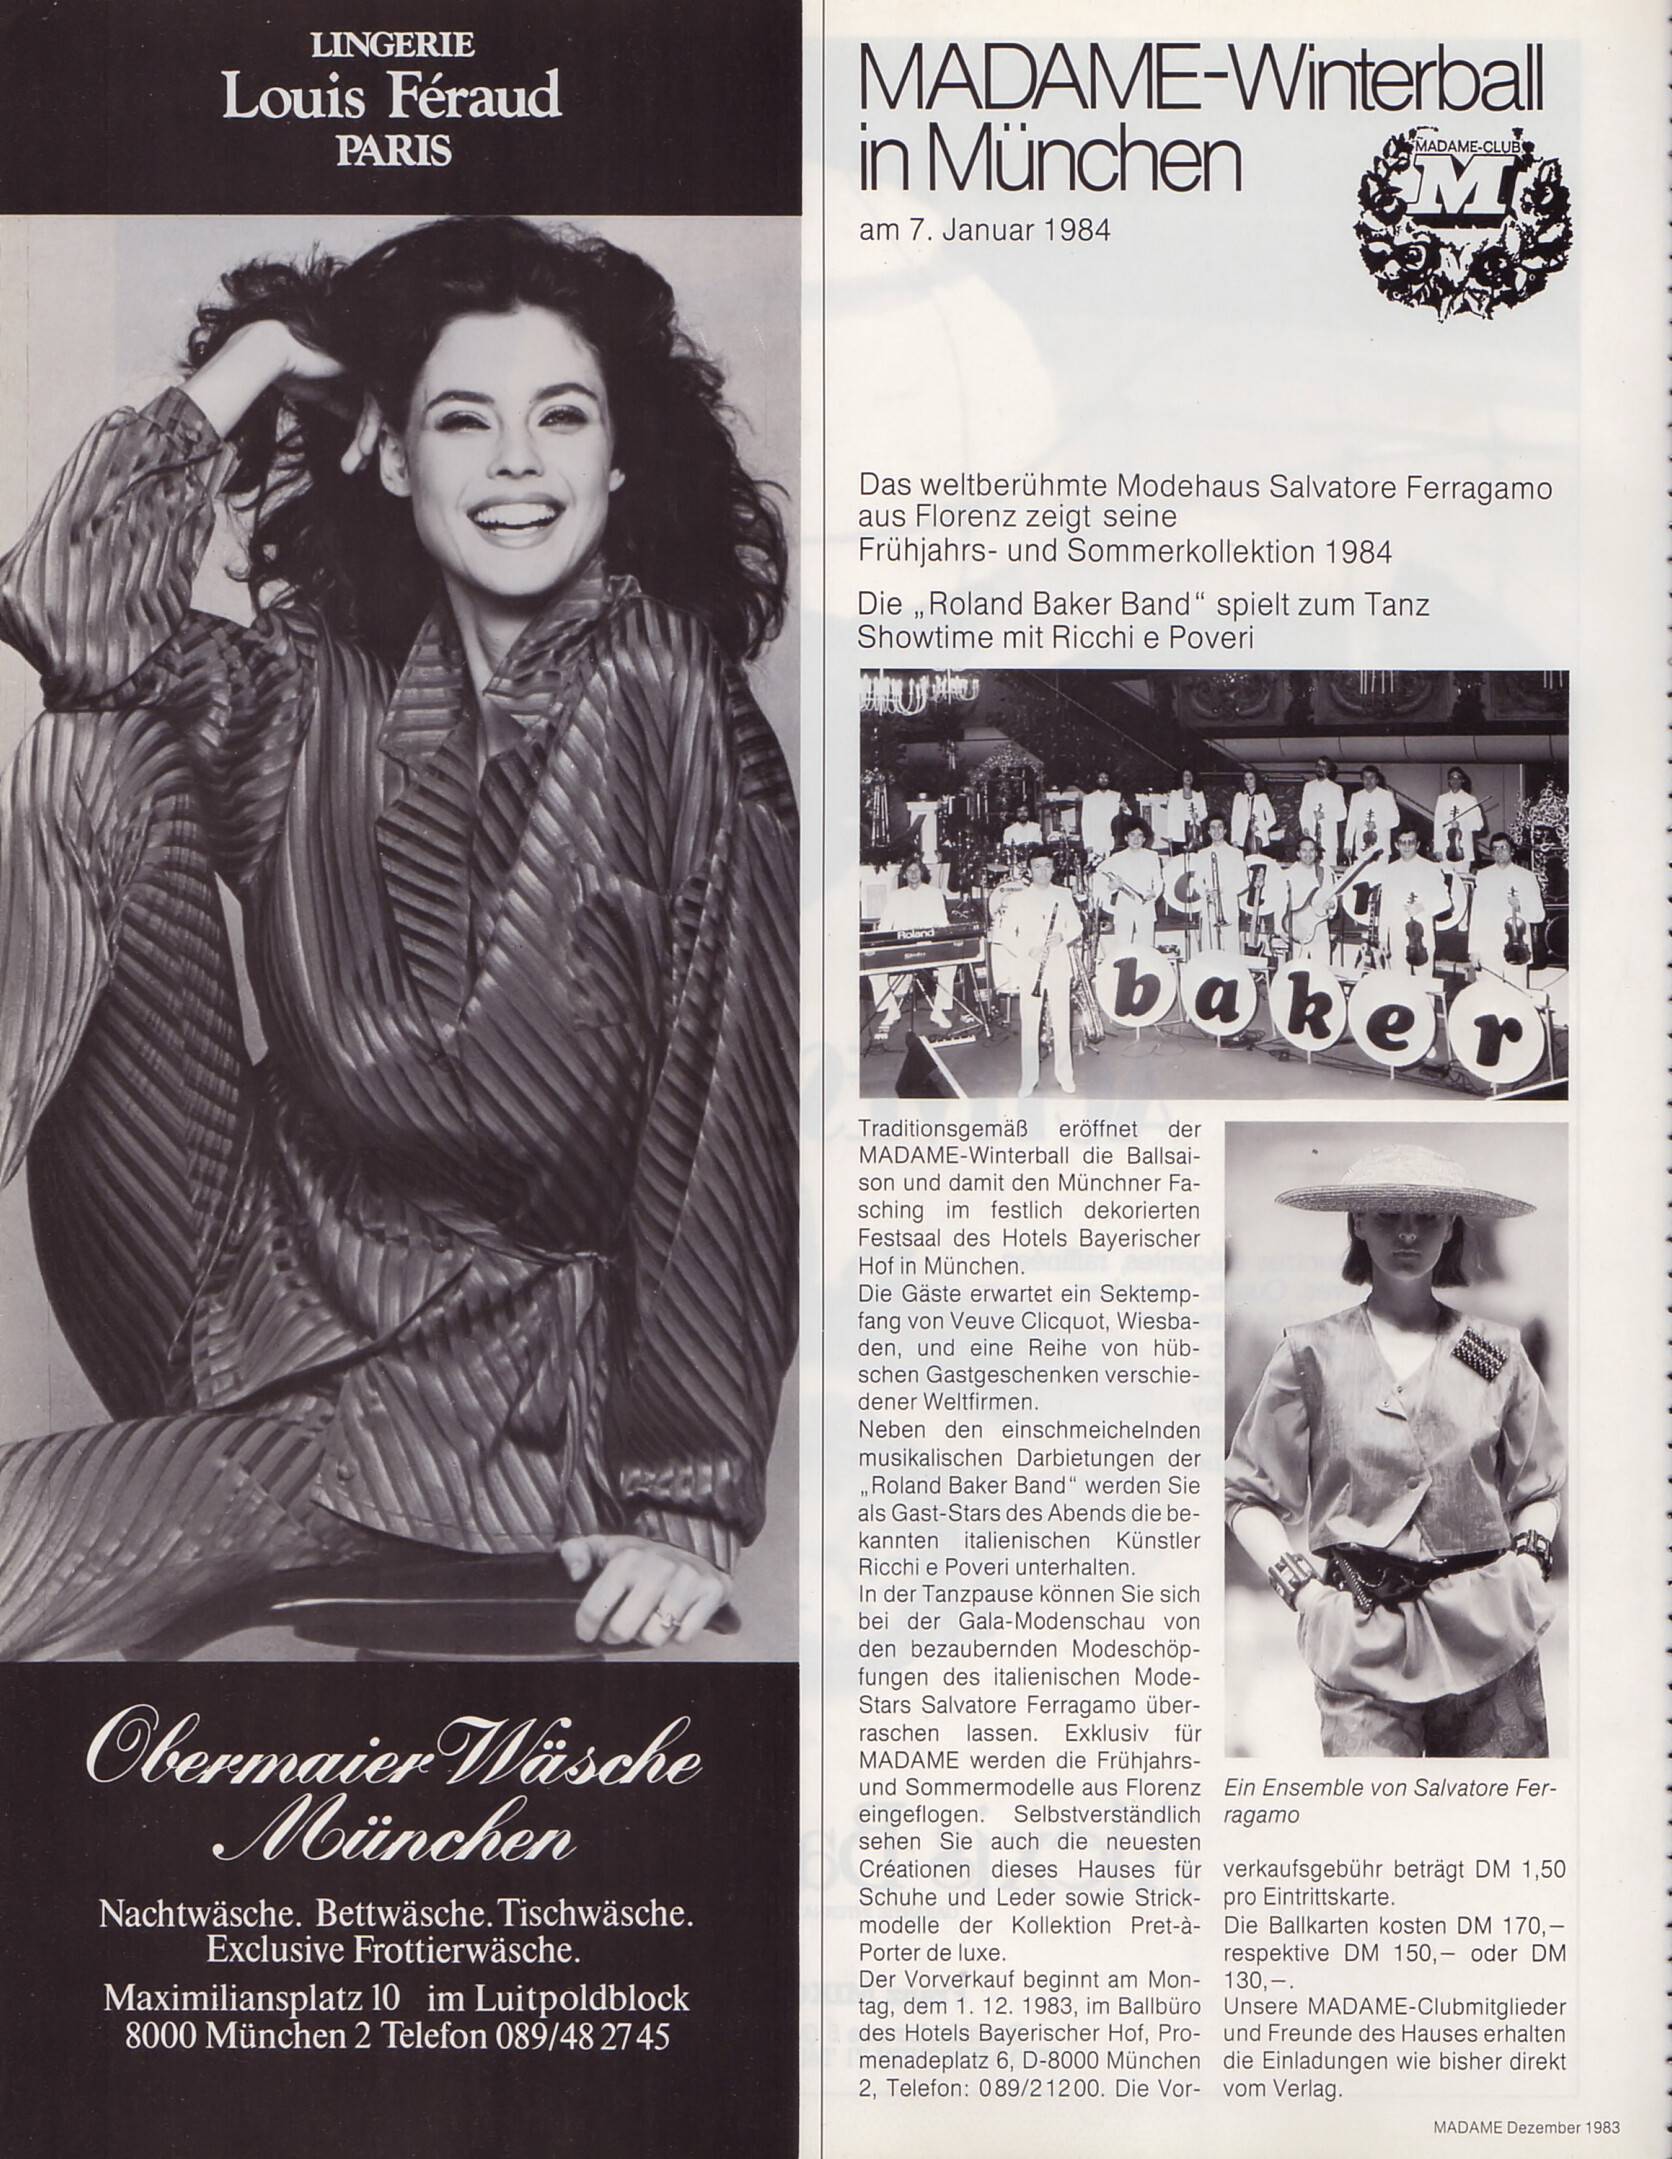 LINGERIE
Louis Féraud
PARIS
Obermaier Wäsche
München
Nachtwäsche. Bettwäsche. Tischwäsche.
Exclusive Frottierwäsche.
Maximiliansplatz 10 im Luitpoldblock
8000 München 2 Telefon 089/48 27 45
MADAME-Winterball
in München
MADAME-CLUB
M
am 7. Januar 1984
Das weltberühmte Modehaus Salvatore Ferragamo
aus Florenz zeigt seine
Frühjahrs- und Sommerkollektion 1984
Die „Roland Baker Band“ spielt zum Tanz
Showtime mit Ricchi e Poveri
Roland
baker
Traditionsgemäß eröffnet der
MADAME-Winterball die Ballsai-
son und damit den Münchner Fa-
sching im festlich dekorierten
Festsaal des Hotels Bayerischer
Hof in München.
Die Gäste erwartet ein Sektemp-
fang von Veuve Clicquot, Wiesba-
den, und eine Reihe von hüb-
schen Gastgeschenken verschie-
dener Weltfirmen.
Neben den einschmeichelnden
musikalischen Darbietungen der
„Roland Baker Band“ werden Sie
als Gast-Stars des Abends die be-
kannten italienischen Künstler
Ricchi e Poveri unterhalten.
In der Tanzpause können Sie sich
bei der Gala-Modenschau von
den bezaubernden Modeschöp-
fungen des italienischen Mode-
Stars Salvatore Ferragamo über-
raschen lassen. Exklusiv für
MADAME werden die Frühjahrs-
und Sommermodelle aus Florenz
eingeflogen. Selbstverständlich
sehen Sie auch die neuesten
Créationen dieses Hauses für
Schuhe und Leder sowie Strick-
modelle der Kollektion Pret-à-
Porter de luxe.
Der Vorverkauf beginnt am Mon-
tag, dem 1. 12. 1983, im Ballbüro
des Hotels Bayerischer Hof, Pro-
menadeplatz 6, D-8000 München
2, Telefon: 089/21200. Die Vor-
Ein Ensemble von Salvatore Fer-
ragamo
verkaufsgebühr beträgt DM 1,50
pro Eintrittskarte.
Die Ballkarten kosten DM 170,–
respektive DM 150,– oder DM
130,–.
Unsere MADAME-Clubmitglieder
und Freunde des Hauses erhalten
die Einladungen wie bisher direkt
vom Verlag.
MADAME Dezember 1983